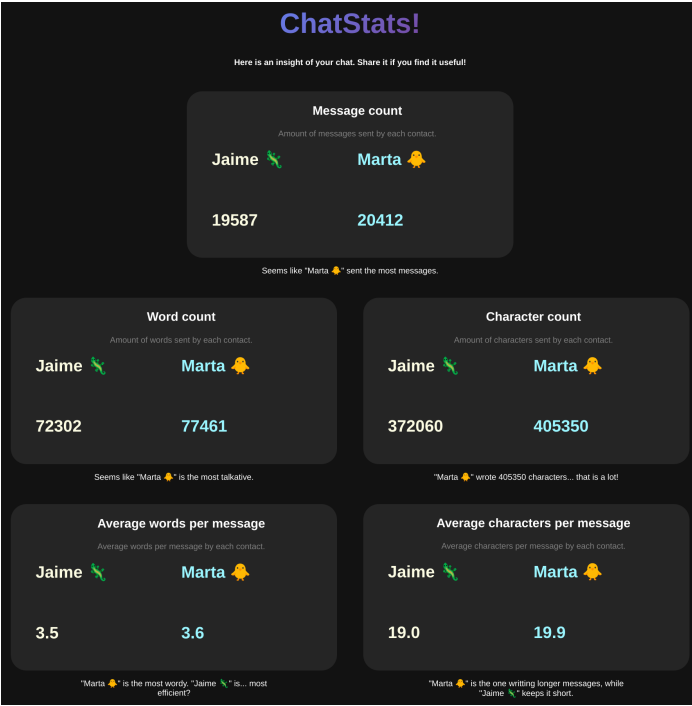 ChatStats!
Here is an insight of your chat. Share it if you find it useful!
Message count
Amount of messages sent by each contact.
Jaime 🦎 Marta 🐥
19587 20412
Seems like "Marta 🐥" sent the most messages.
Word count
Amount of words sent by each contact.
Jaime 🦎 Marta 🐥
72302 77461
Seems like "Marta 🐥" is the most talkative.
Character count
Amount of characters sent by each contact.
Jaime 🦎 Marta 🐥
372060 405350
"Marta 🐥" wrote 405350 characters... that is a lot!
Average words per message
Average words per message by each contact.
Jaime 🦎 Marta 🐥
3.5 3.6
"Marta 🐥" is the most wordy. "Jaime 🦎" is... most
efficient?
Average characters per message
Average characters per message by each contact.
Jaime 🦎 Marta 🐥
19.0 19.9
"Marta 🐥" is the one writting longer messages, while
"Jaime 🦎" keeps it short.